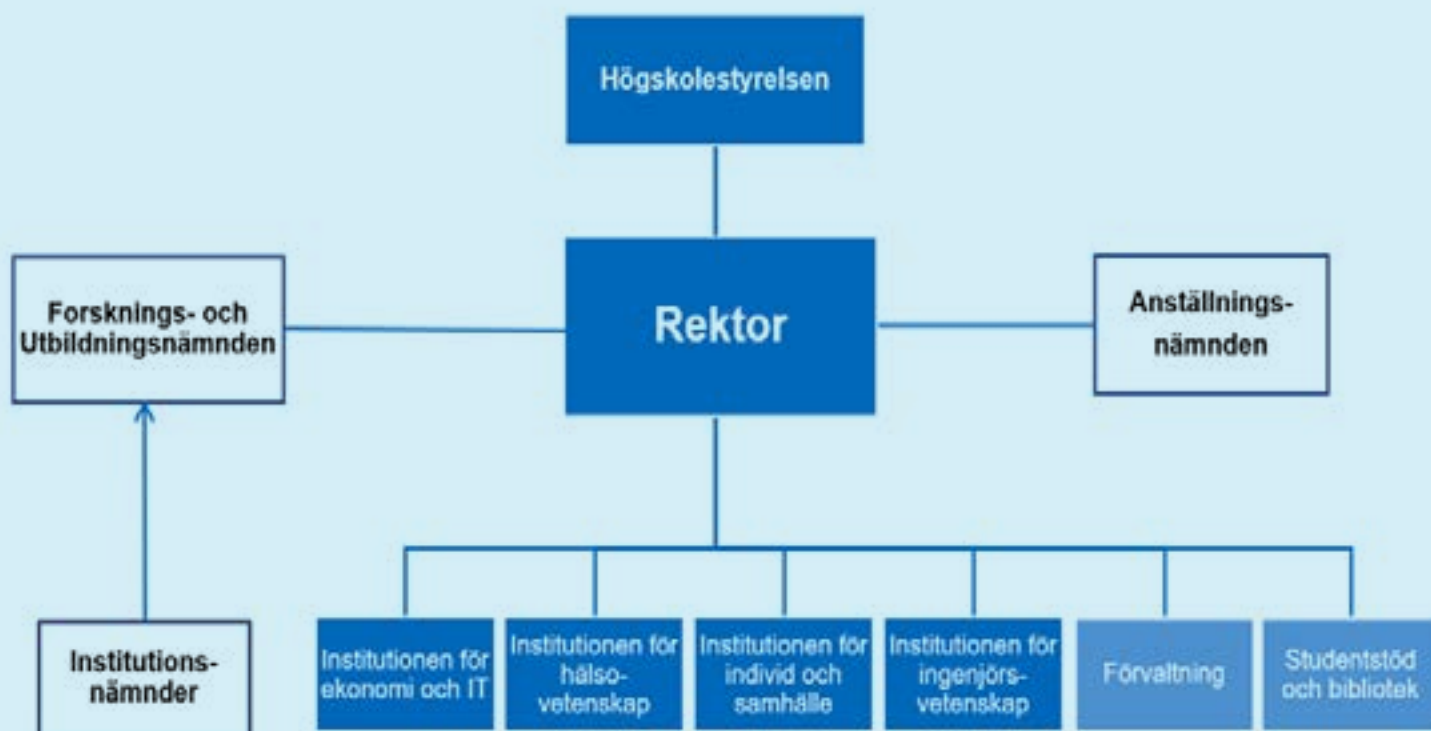 Högskolestyrelsen
Forsknings- och
Utbildningsnämnden
Rektor
Anställnings-
nämnden
Institutions-
nämnder
Institutionen för
ekonomi och IT
Institutionen för
hälso-
vetenskap
Institutionen för
individ och
samhälle
Institutionen för
ingenjörs-
vetenskap
Förvaltning
Studentstöd
och bibliotek